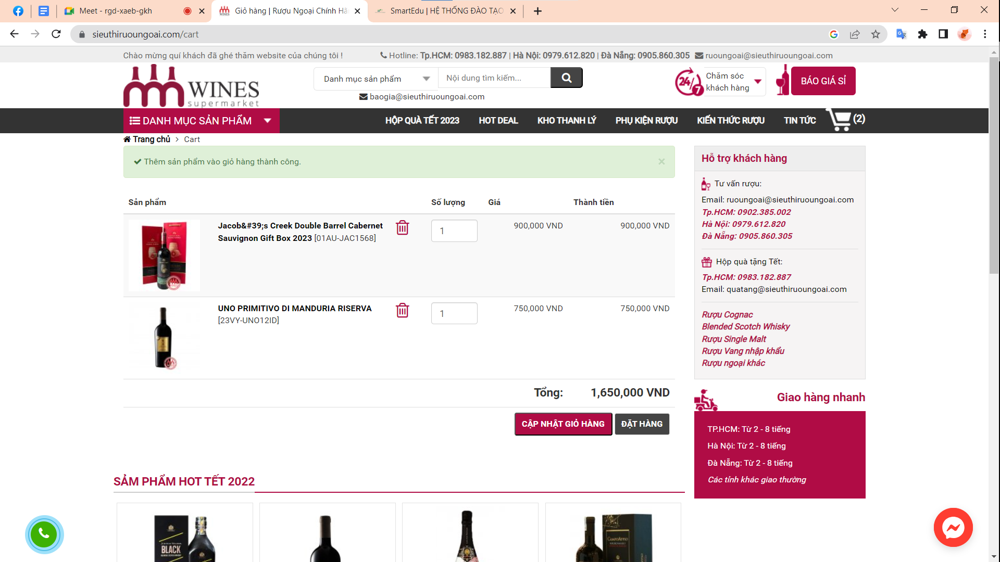 Meet - rgd-xaeb-gkh
Giỏ hàng | Rượu Ngoại Chính Hã
SmartEdu | HỆ THỐNG ĐÀO TẠO
sieuthiruoungoai.com/cart
Chào mừng quí khách đã ghé thăm website của chúng tôi !
Hotline: Tp.HCM: 0983.182.887 | Hà Nội: 0979.612.820 | Đà Nẵng: 0905.860.305
ruoungoai@sieuthiruoungoai.com
WINES
supermarket
Danh mục sản phẩm
Nội dung tìm kiếm...
baogia@sieuthiruoungoai.com
24/7
Chăm sóc
khách hàng
BÁO GIÁ SỈ
DANH MỤC SẢN PHẨM
HỘP QUÀ TẾT 2023
HOT DEAL
KHO THANH LÝ
PHỤ KIỆN RƯỢU
KIẾN THỨC RƯỢU
TIN TỨC
(2)
Trang chủ > Cart
Thêm sản phẩm vào giỏ hàng thành công.
×
Sản phẩm
Số lượng
Giá
Thành tiền
Jacob&#39;s Creek Double Barrel Cabernet
Sauvignon Gift Box 2023 [01AU-JAC1568]
1
900,000 VND
900,000 VND
UNO PRIMITIVO DI MANDURIA RISERVA
[23VY-UNO12ID]
1
750,000 VND
750,000 VND
Tổng:
1,650,000 VND
CẬP NHẬT GIỎ HÀNG
ĐẶT HÀNG
Hỗ trợ khách hàng
Tư vấn rượu:
Email: ruoungoai@sieuthiruoungoai.com
Tp.HCM: 0902.385.002
Hà Nội: 0979.612.820
Đà Nẵng: 0905.860.305
Hộp quà tặng Tết:
Tp.HCM: 0983.182.887
Email: quatang@sieuthiruoungoai.com
Rượu Cognac
Blended Scotch Whisky
Rượu Single Malt
Rượu Vang nhập khẩu
Rượu ngoại khác
Giao hàng nhanh
TP.HCM: Từ 2 - 8 tiếng
Hà Nội: Từ 2 - 8 tiếng
Đà Nẵng: Từ 2 - 8 tiếng
Các tỉnh khác giao thường
SẢM PHẨM HOT TẾT 2022
BLACK
CAMPO APPIO